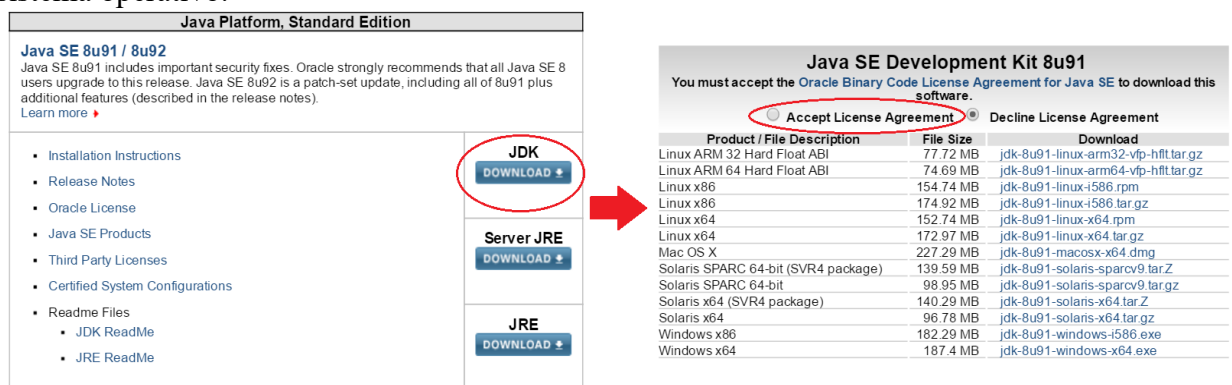 sistema operativo.
Java Platform, Standard Edition
Java SE 8u91 / 8u92
Java SE 8u91 includes important security fixes. Oracle strongly recommends that all Java SE 8
users upgrade to this release. Java SE 8u92 is a patch-set update, including all of 8u91 plus
additional features (described in the release notes).
Learn more
Installation Instructions
Release Notes
Oracle License
Java SE Products
Third Party Licenses
Certified System Configurations
Readme Files
JDK ReadMe
JRE ReadMe
JDK
DOWNLOAD
Server JRE
DOWNLOAD
JRE
DOWNLOAD
Java SE Development Kit 8u91
You must accept the Oracle Binary Code License Agreement for Java SE to download this
software.
Accept License Agreement Decline License Agreement
Product / File Description File Size Download
Linux ARM 32 Hard Float ABI 77.72 MB jdk-8u91-linux-arm32-vfp-hflt.tar.gz
Linux ARM 64 Hard Float ABI 74.69 MB jdk-8u91-linux-arm64-vfp-hflt.tar.gz
Linux x86 154.74 MB jdk-8u91-linux-i586.rpm
Linux x86 174.92 MB jdk-8u91-linux-i586.tar.gz
Linux x64 152.74 MB jdk-8u91-linux-x64.rpm
Linux x64 172.97 MB jdk-8u91-linux-x64.tar.gz
Mac OS X 227.29 MB jdk-8u91-macosx-x64.dmg
Solaris SPARC 64-bit (SVR4 package) 139.59 MB jdk-8u91-solaris-sparcv9.tar.Z
Solaris SPARC 64-bit 98.95 MB jdk-8u91-solaris-sparcv9.tar.gz
Solaris x64 (SVR4 package) 140.29 MB jdk-8u91-solaris-x64.tar.Z
Solaris x64 96.78 MB jdk-8u91-solaris-x64.tar.gz
Windows x86 182.29 MB jdk-8u91-windows-i586.exe
Windows x64 187.4 MB jdk-8u91-windows-x64.exe